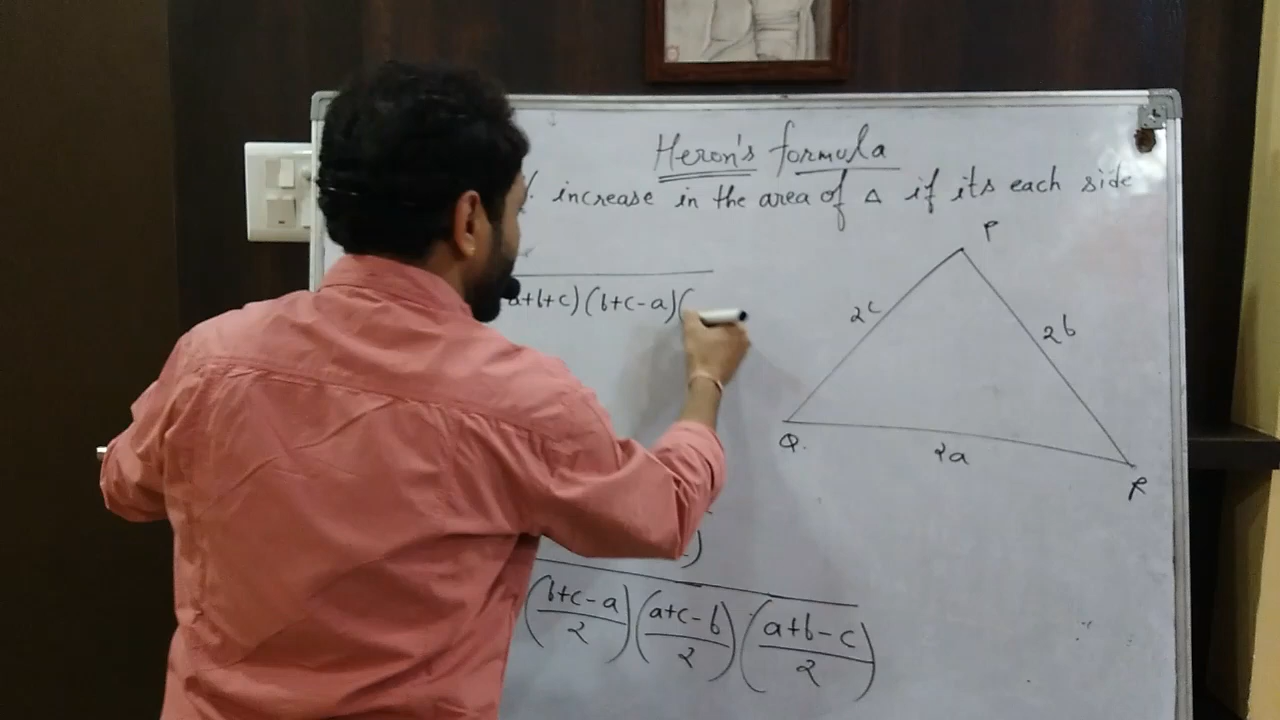 Heron's formula
% increase in the area of △ if its each side
P
a+b+c)(b+c-a)(
2c
2b
Q.
2a
R
)
(b+c-a / 2)(a+c-b / 2)(a+b-c / 2)